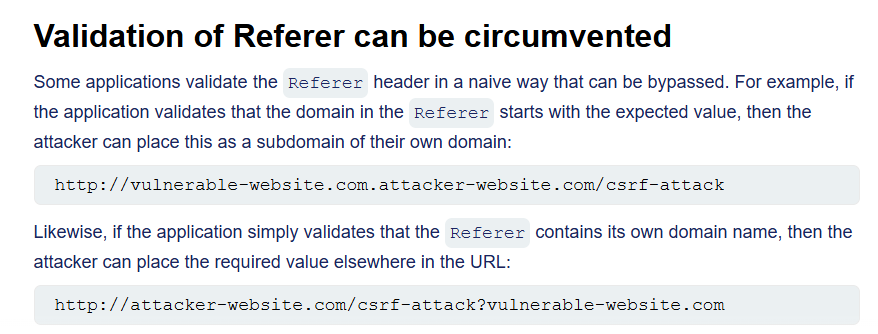 Validation of Referer can be circumvented
Some applications validate the Referer header in a naive way that can be bypassed. For example, if
the application validates that the domain in the Referer starts with the expected value, then the
attacker can place this as a subdomain of their own domain:
http://vulnerable-website.com.attacker-website.com/csrf-attack
Likewise, if the application simply validates that the Referer contains its own domain name, then the
attacker can place the required value elsewhere in the URL:
http://attacker-website.com/csrf-attack?vulnerable-website.com